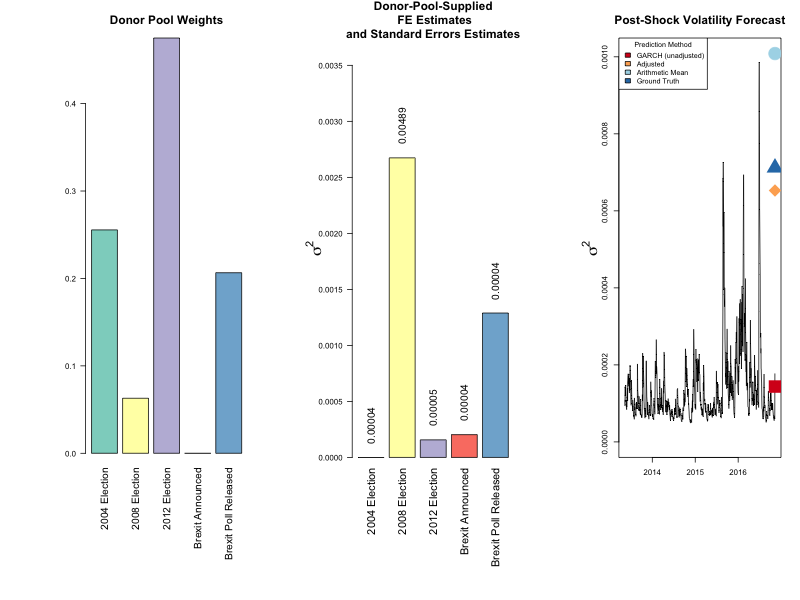 Donor Pool Weights
0.4
0.3
0.2
0.1
0.0
2004 Election
2008 Election
2012 Election
Brexit Announced
Brexit Poll Released
Donor-Pool-Supplied
FE Estimates
and Standard Errors Estimates
σ²
0.0035
0.0030
0.0025
0.0020
0.0015
0.0010
0.0005
0.0000
0.00004
0.00489
0.00005
0.00004
0.00004
2004 Election
2008 Election
2012 Election
Brexit Announced
Brexit Poll Released
Post-Shock Volatility Forecast
Prediction Method
GARCH (unadjusted)
Adjusted
Arithmetic Mean
Ground Truth
σ²
0.0010
0.0008
0.0006
0.0004
0.0002
0.0000
2014
2015
2016